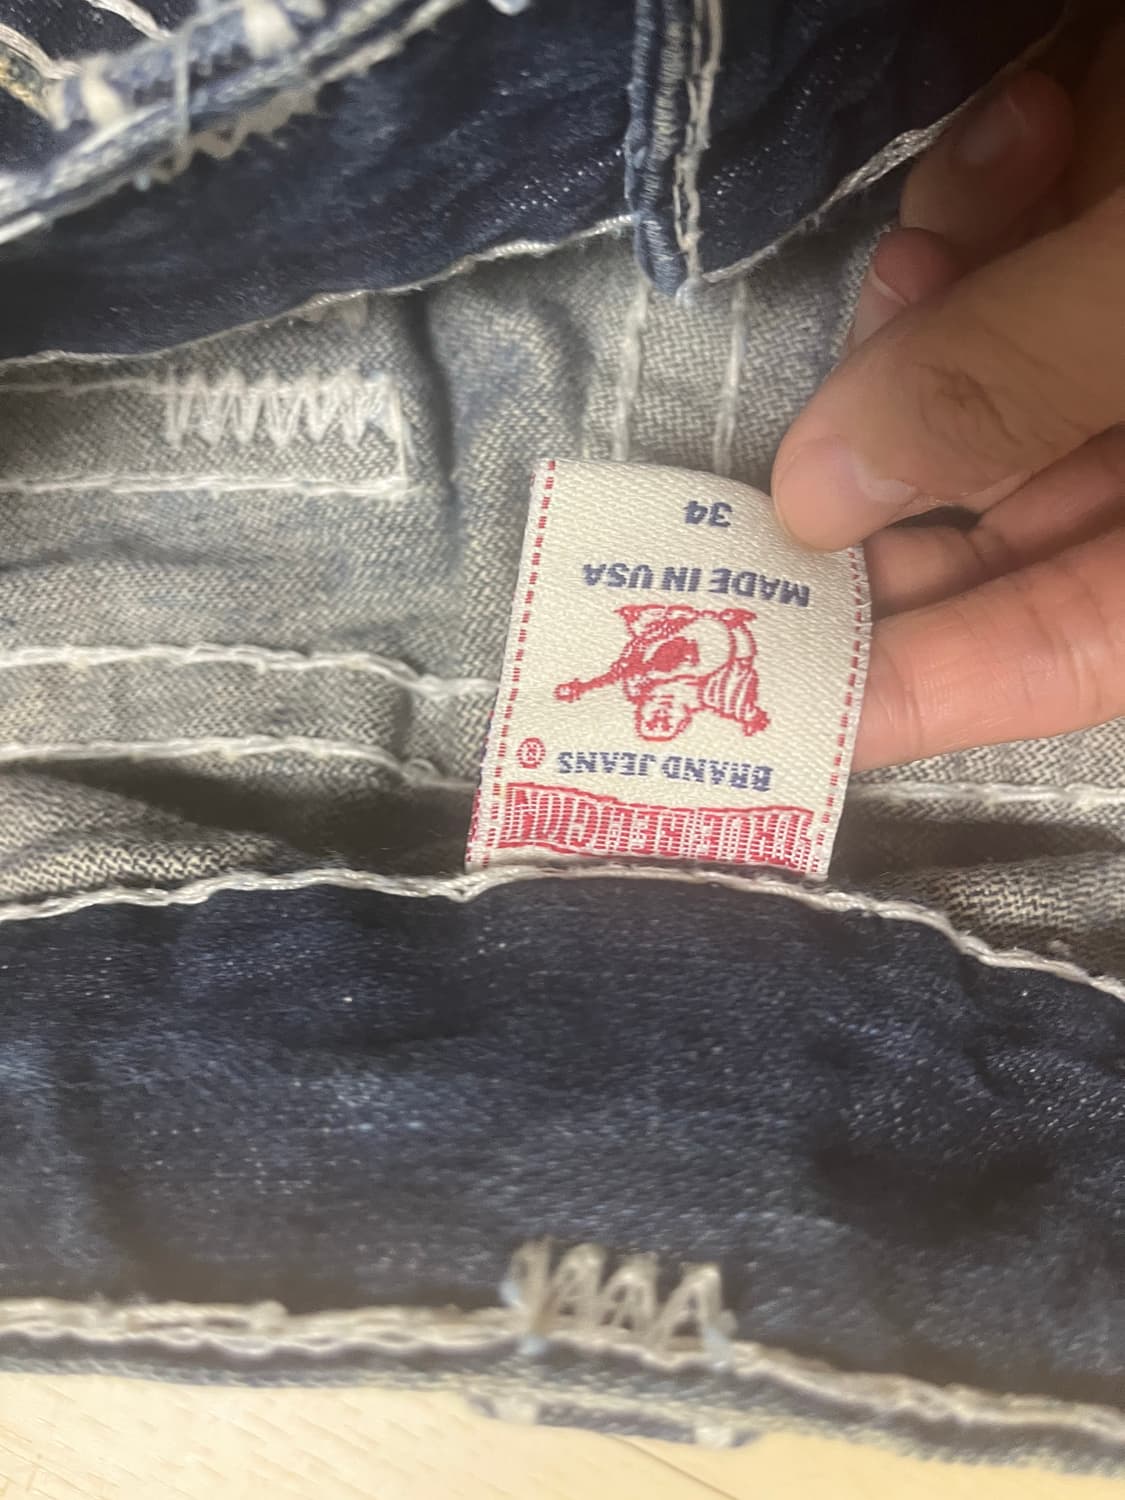 TRUE RELIGION
BRAND JEANS ®
MADE IN USA
34